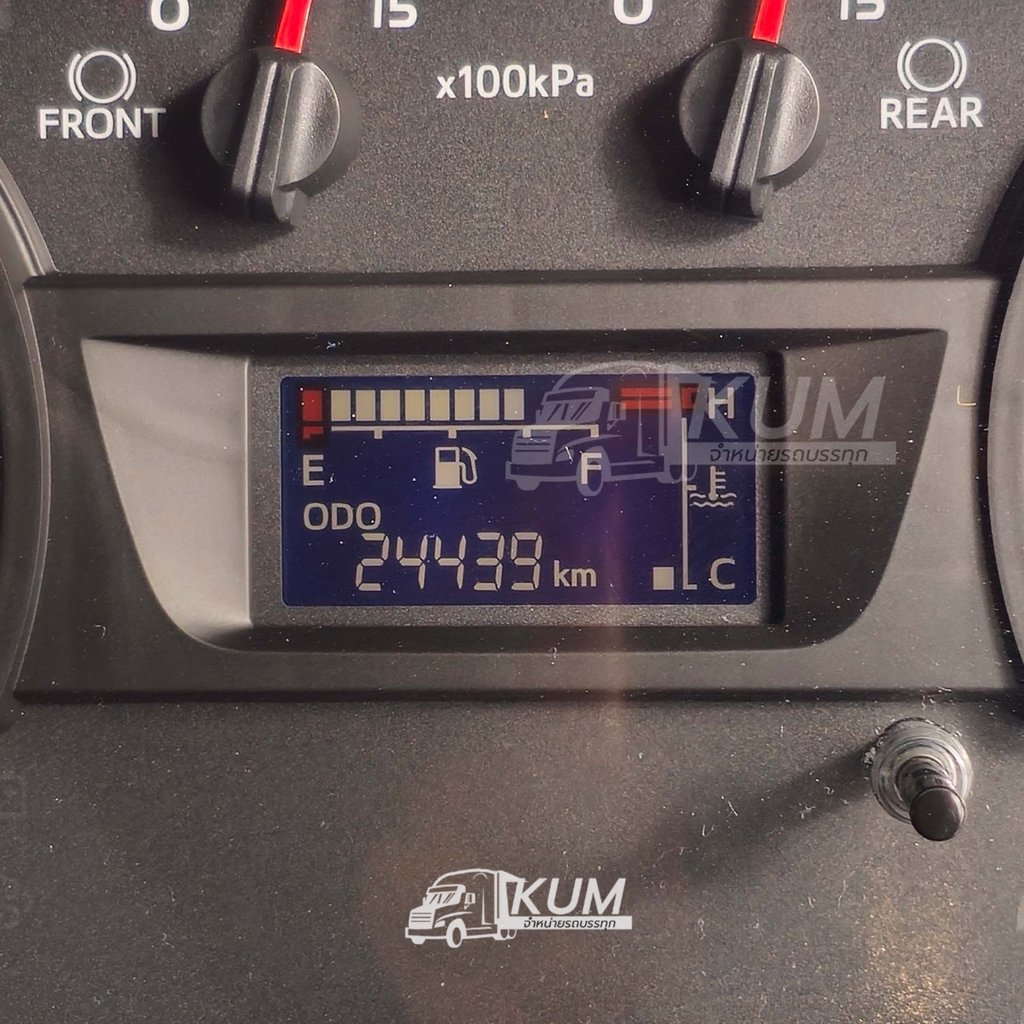 0 15 0 15
FRONT x100kPa REAR
H
KUM
จำหน่ายรถบรรทุก
E F
ODO
24439 km C
KUM
จำหน่ายรถบรรทุก